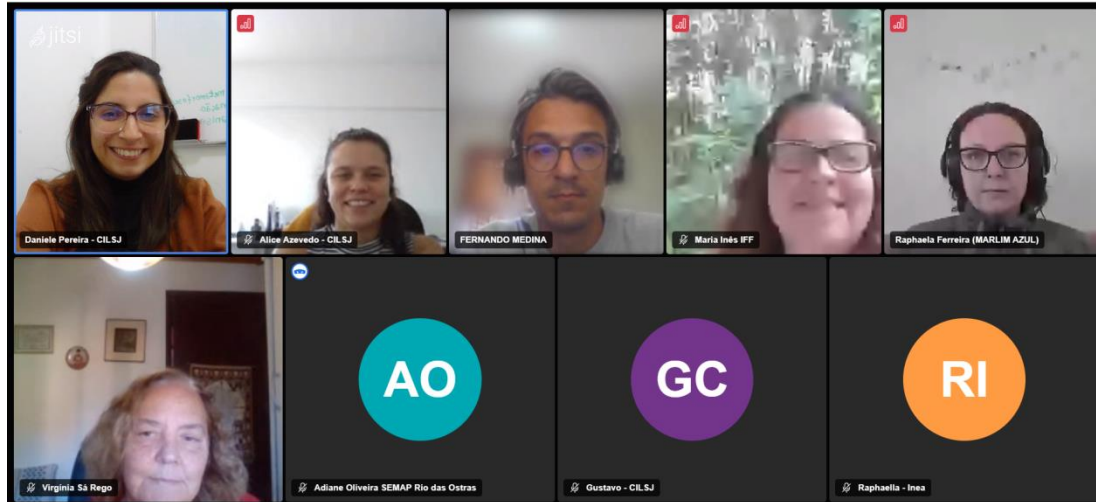 jitsi
Daniele Pereira - CILSJ
Alice Azevedo - CILSJ
FERNANDO MEDINA
Maria Inês IFF
Raphaela Ferreira (MARLIM AZUL)
Virginia Sá Rego
AO
Adiane Oliveira SEMAP Rio das Ostras
GC
Gustavo - CILSJ
RI
Raphaella - Inea